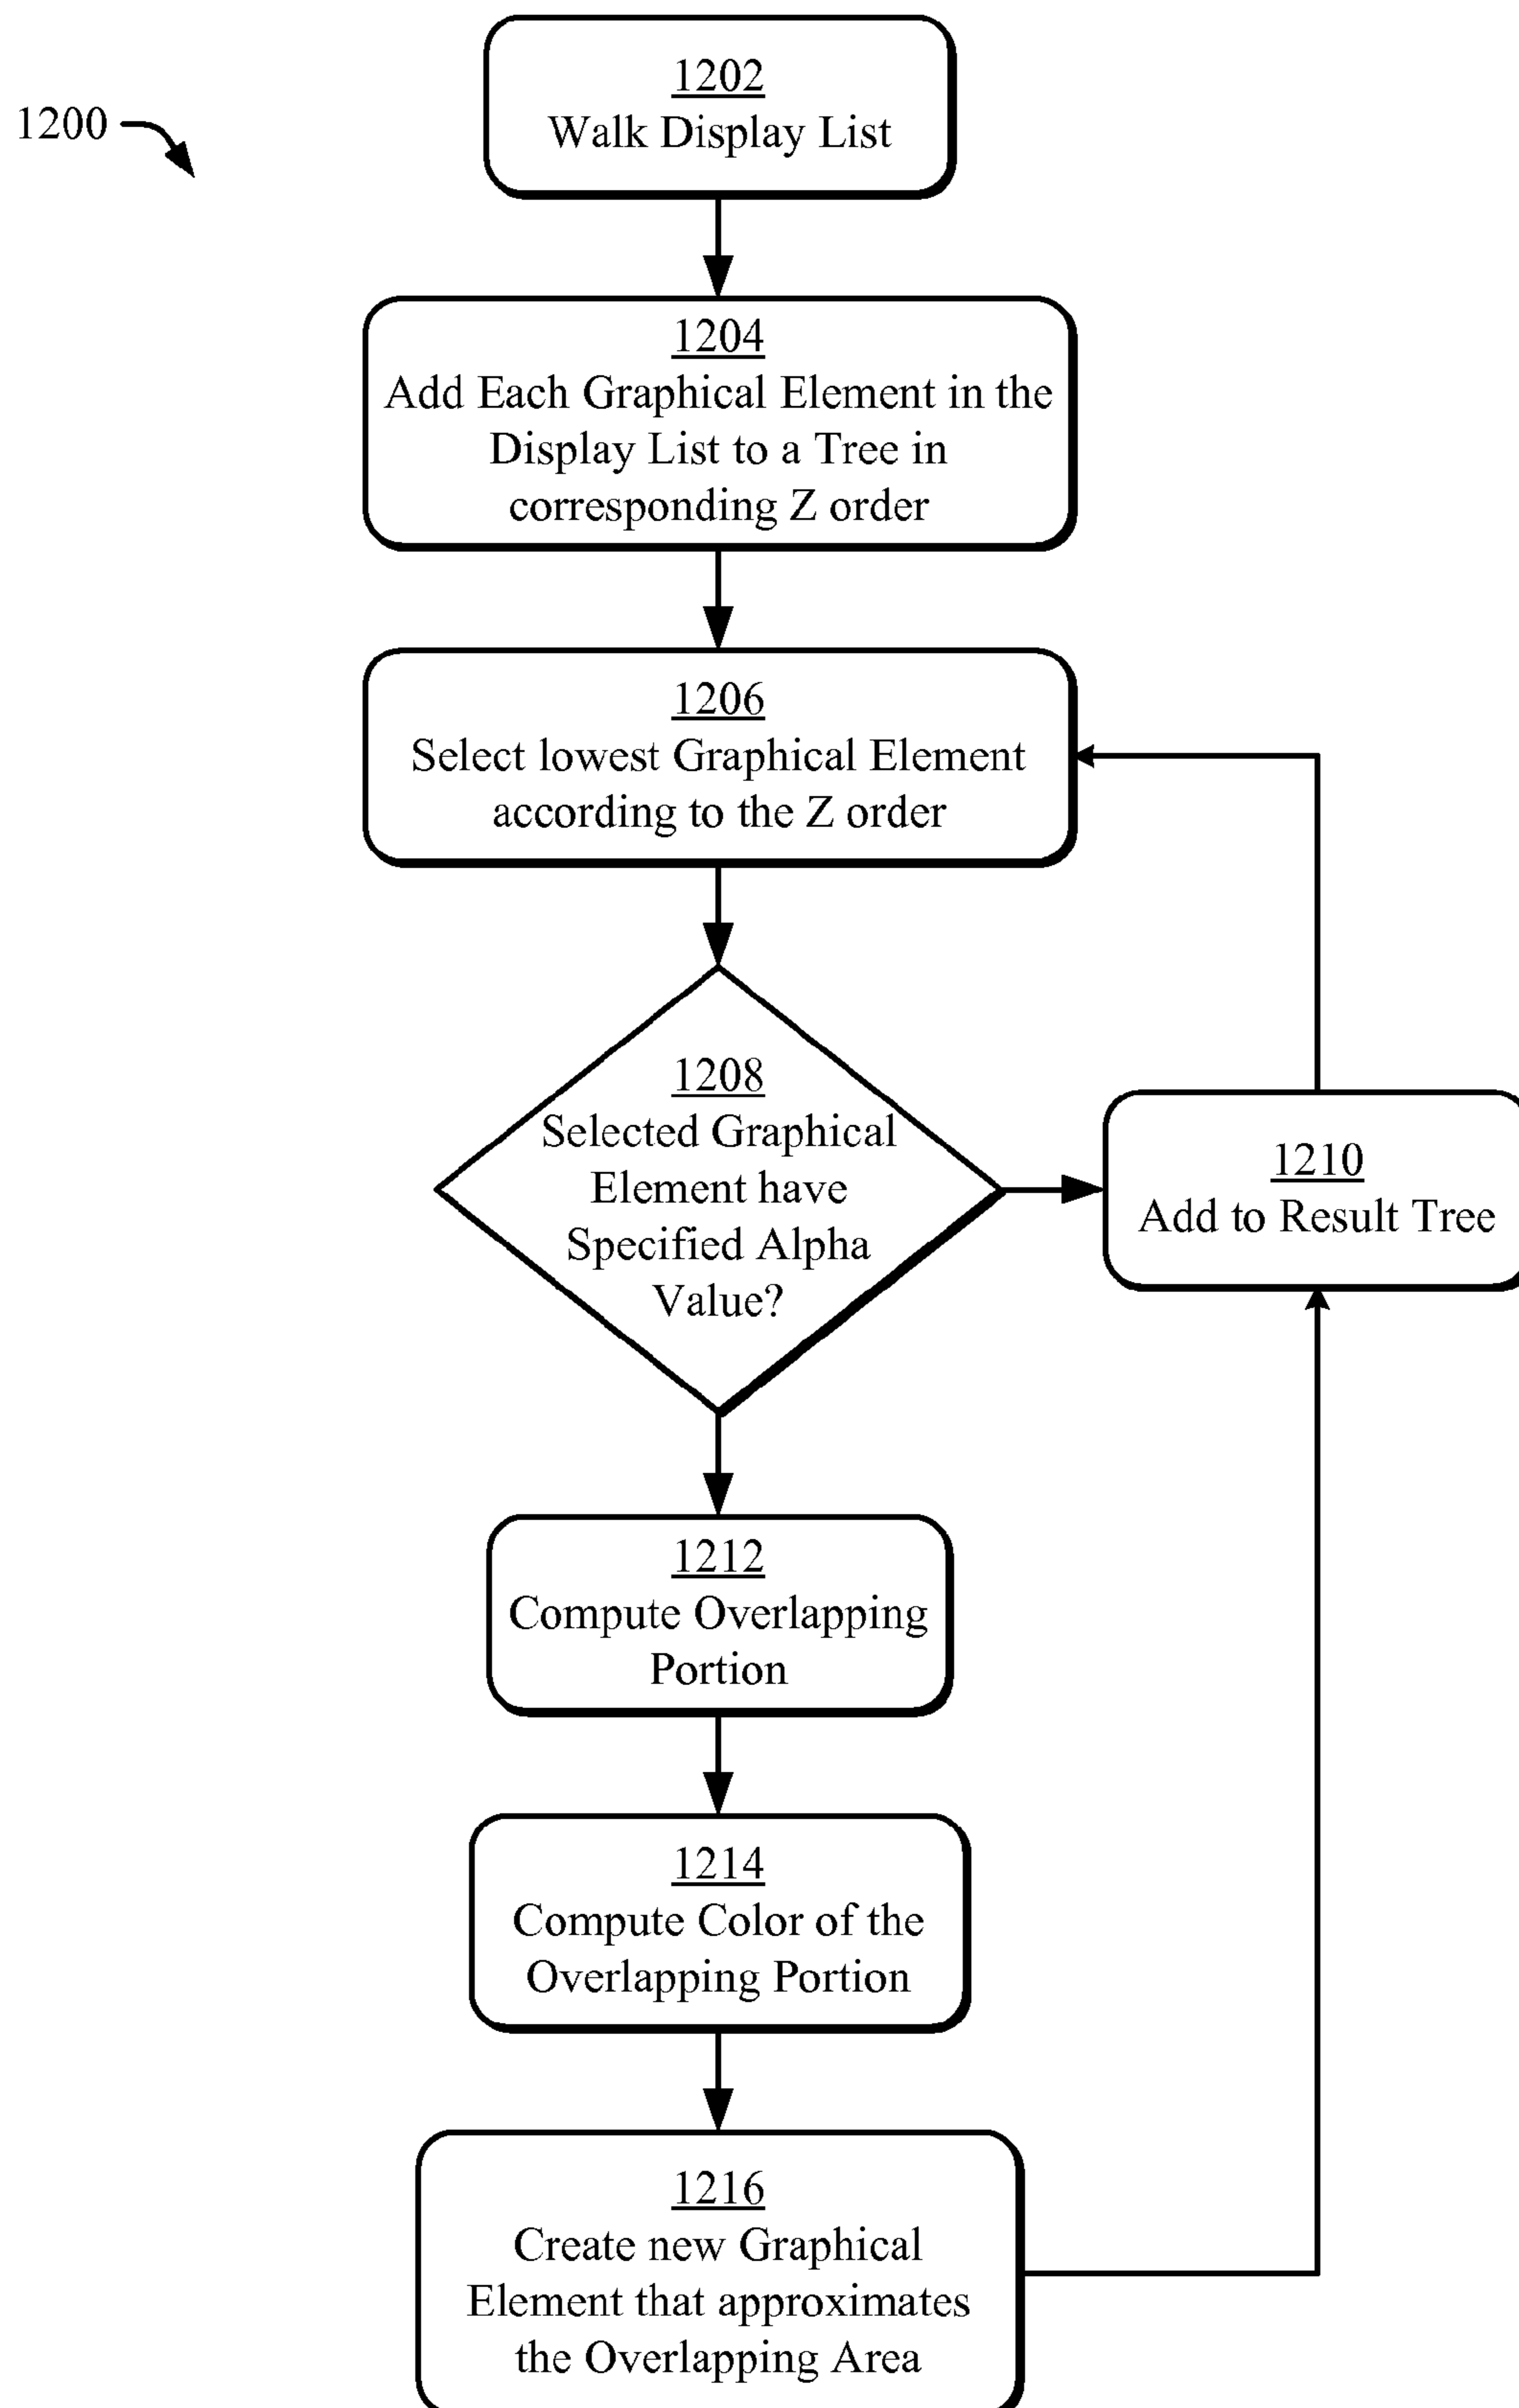 1200
1202
Walk Display List
1204
Add Each Graphical Element in the
Display List to a Tree in
corresponding Z order
1206
Select lowest Graphical Element
according to the Z order
1208
Selected Graphical
Element have
Specified Alpha
Value?
1210
Add to Result Tree
1212
Compute Overlapping
Portion
1214
Compute Color of the
Overlapping Portion
1216
Create new Graphical
Element that approximates
the Overlapping Area